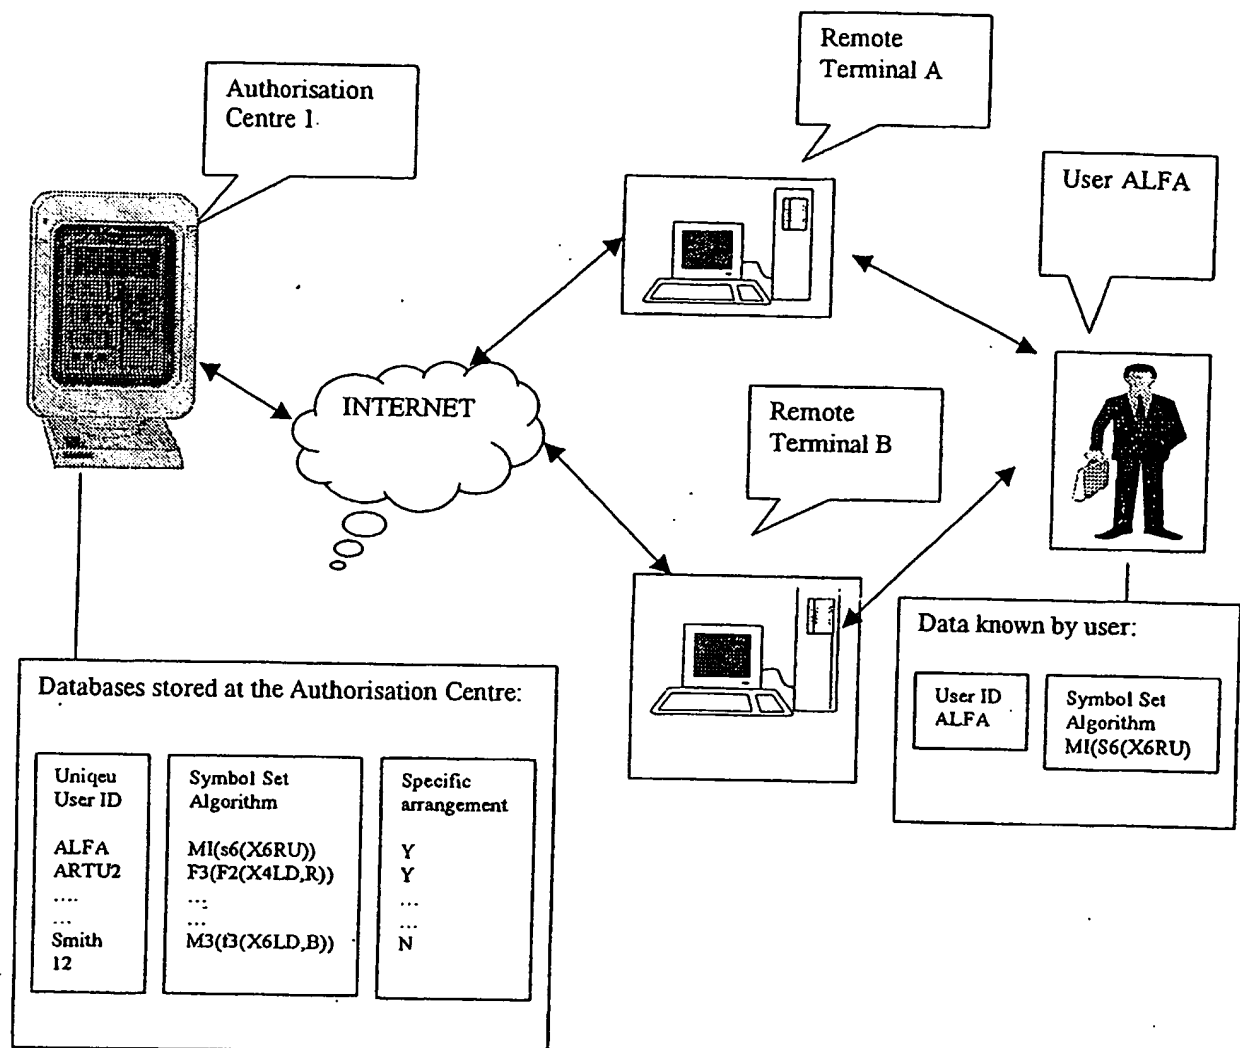 Authorisation
Centre 1
Remote
Terminal A
User ALFA
INTERNET
Remote
Terminal B
Data known by user:
User ID
ALFA
Symbol Set
Algorithm
MI(S6(X6RU)
Databases stored at the Authorisation Centre:
Uniqeu
User ID
ALFA
ARTU2
....
...
Smith
12
Symbol Set
Algorithm
MI(s6(X6RU))
F3(F2(X4LD,R))
...
...
M3(f3(X6LD,B))
Specific
arrangement
Y
Y
...
...
N